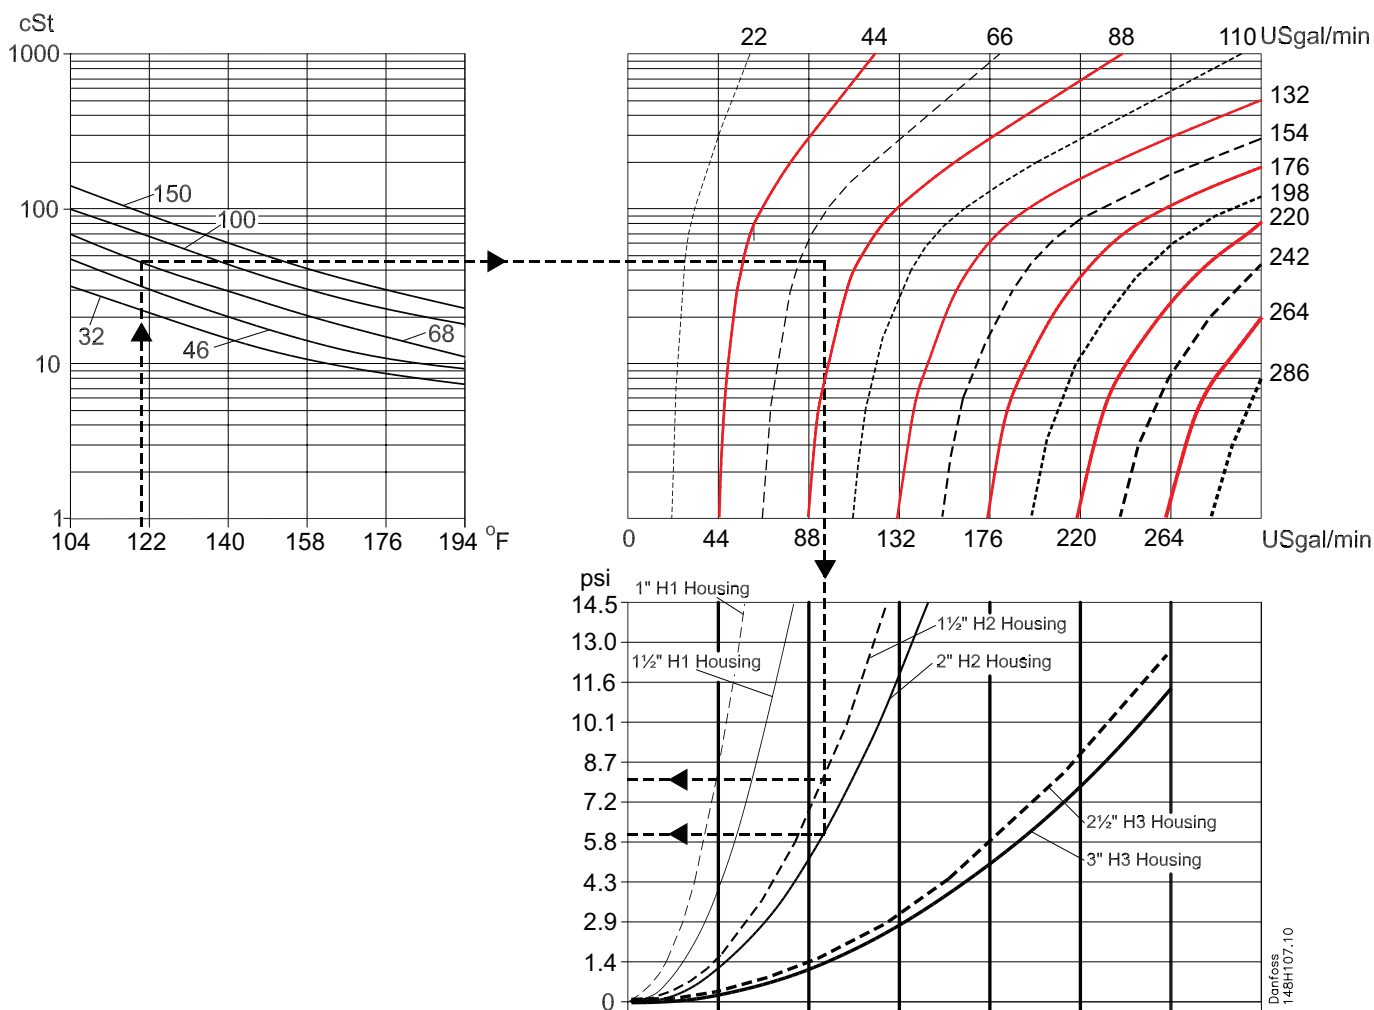 cSt
1000
100
10
1
104 122 140 158 176 194 °F
150
100
32
46
68
22 44 66 88 110 USgal/min
132
154
176
198
220
242
264
286
0 44 88 132 176 220 264 USgal/min
psi
14.5
13.0
11.6
10.1
8.7
7.2
5.8
4.3
2.9
1.4
0
1" H1 Housing
1½" H1 Housing
1½" H2 Housing
2" H2 Housing
2½" H3 Housing
3" H3 Housing
Danfoss
148H107.10